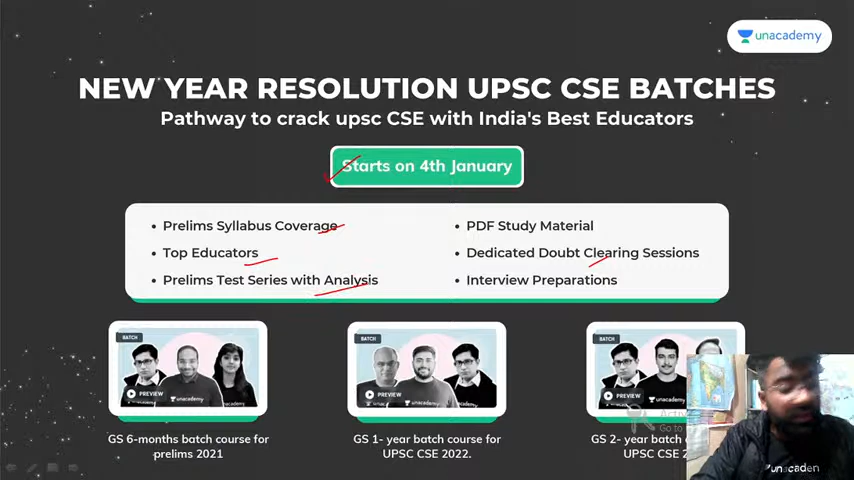 unacademy
NEW YEAR RESOLUTION UPSC CSE BATCHES
Pathway to crack upsc CSE with India's Best Educators
Starts on 4th January
• Prelims Syllabus Coverage
• Top Educators
• Prelims Test Series with Analysis
• PDF Study Material
• Dedicated Doubt Clearing Sessions
• Interview Preparations
BATCH
PREVIEW
unacademy
GS 6-months batch course for
prelims 2021
BATCH
PREVIEW
unacademy
GS 1- year batch course for
UPSC CSE 2022.
BATCH
PREVIEW
unacademy
GS 2- year batch
UPSC CSE
Go to